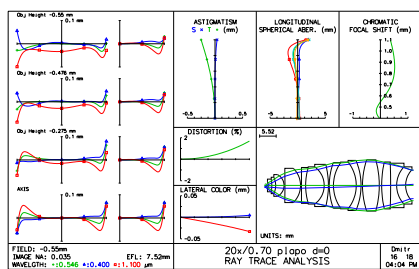 Obj Height -0.55 mm
0.1 mm
Obj Height -0.476
0.1 mm
Obj Height -0.275
0.1 mm
AXIS
0.1 mm
ASTIGMATISM
S × T + (mm)
-0.5
0.5
LONGITUDINAL
SPHERICAL ABER. (mm)
-5
5
CHROMATIC
FOCAL SHIFT (mm)
1.1
1.0
0.9
0.8
0.7
0.6
0.5
0.4
-0.5
0.5
DISTORTION (%)
2
-2
LATERAL COLOR (mm)
0.05
-0.05
5.52
UNITS: mm
FIELD: -0.55mm
IMAGE NA: 0.035 EFL: 7.52mm
WAVELGTH: +:0.546 ▲:0.400 =:1.100 µm
20x/0.70 plapo d=0
RAY TRACE ANALYSIS
Dmitr
16 FB
04:04 PM